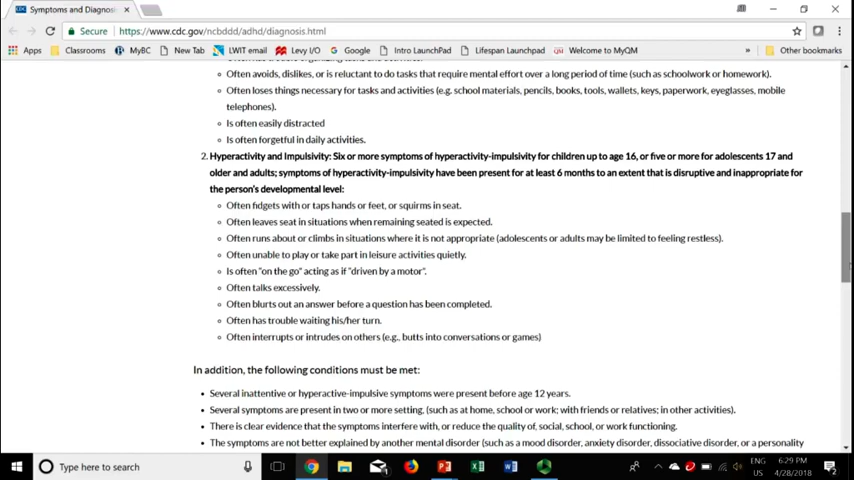 Symptoms and Diagnosis
Secure https://www.cdc.gov/ncbddd/adhd/diagnosis.html
Apps Classrooms MyBC New Tab LWIT email Levy I/O Google Intro LaunchPad Lifespan Launchpad Welcome to MyQM » Other bookmarks
Often avoids, dislikes, or is reluctant to do tasks that require mental effort over a long period of time (such as schoolwork or homework).
Often loses things necessary for tasks and activities (e.g. school materials, pencils, books, tools, wallets, keys, paperwork, eyeglasses, mobile
telephones).
Is often easily distracted
Is often forgetful in daily activities.
2. Hyperactivity and Impulsivity: Six or more symptoms of hyperactivity-impulsivity for children up to age 16, or five or more for adolescents 17 and
older and adults; symptoms of hyperactivity-impulsivity have been present for at least 6 months to an extent that is disruptive and inappropriate for
the person's developmental level:
Often fidgets with or taps hands or feet, or squirms in seat.
Often leaves seat in situations when remaining seated is expected.
Often runs about or climbs in situations where it is not appropriate (adolescents or adults may be limited to feeling restless).
Often unable to play or take part in leisure activities quietly.
Is often "on the go" acting as if "driven by a motor".
Often talks excessively.
Often blurts out an answer before a question has been completed.
Often has trouble waiting his/her turn.
Often interrupts or intrudes on others (e.g., butts into conversations or games)
In addition, the following conditions must be met:
Several inattentive or hyperactive-impulsive symptoms were present before age 12 years.
Several symptoms are present in two or more setting, (such as at home, school or work; with friends or relatives; in other activities).
There is clear evidence that the symptoms interfere with, or reduce the quality of, social, school, or work functioning.
The symptoms are not better explained by another mental disorder (such as a mood disorder, anxiety disorder, dissociative disorder, or a personality
Type here to search
ENG
US
6:29 PM
4/28/2018